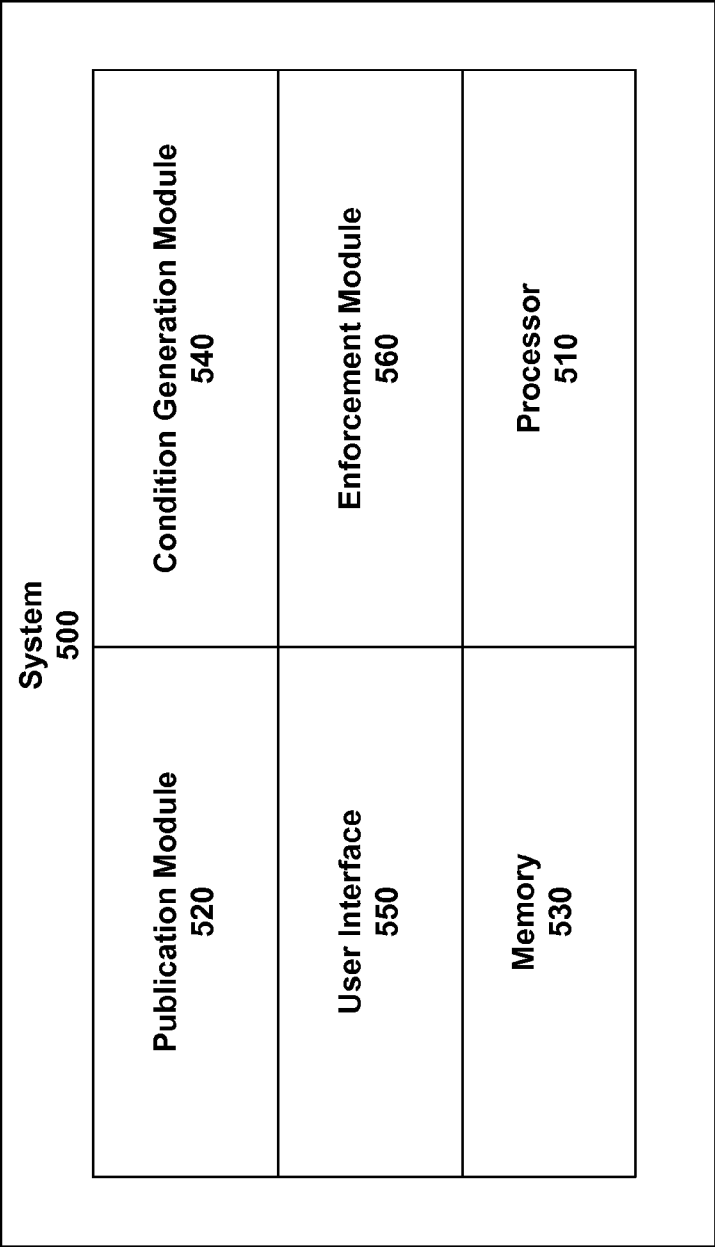 System
500
Publication Module
520
Condition Generation Module
540
User Interface
550
Enforcement Module
560
Memory
530
Processor
510